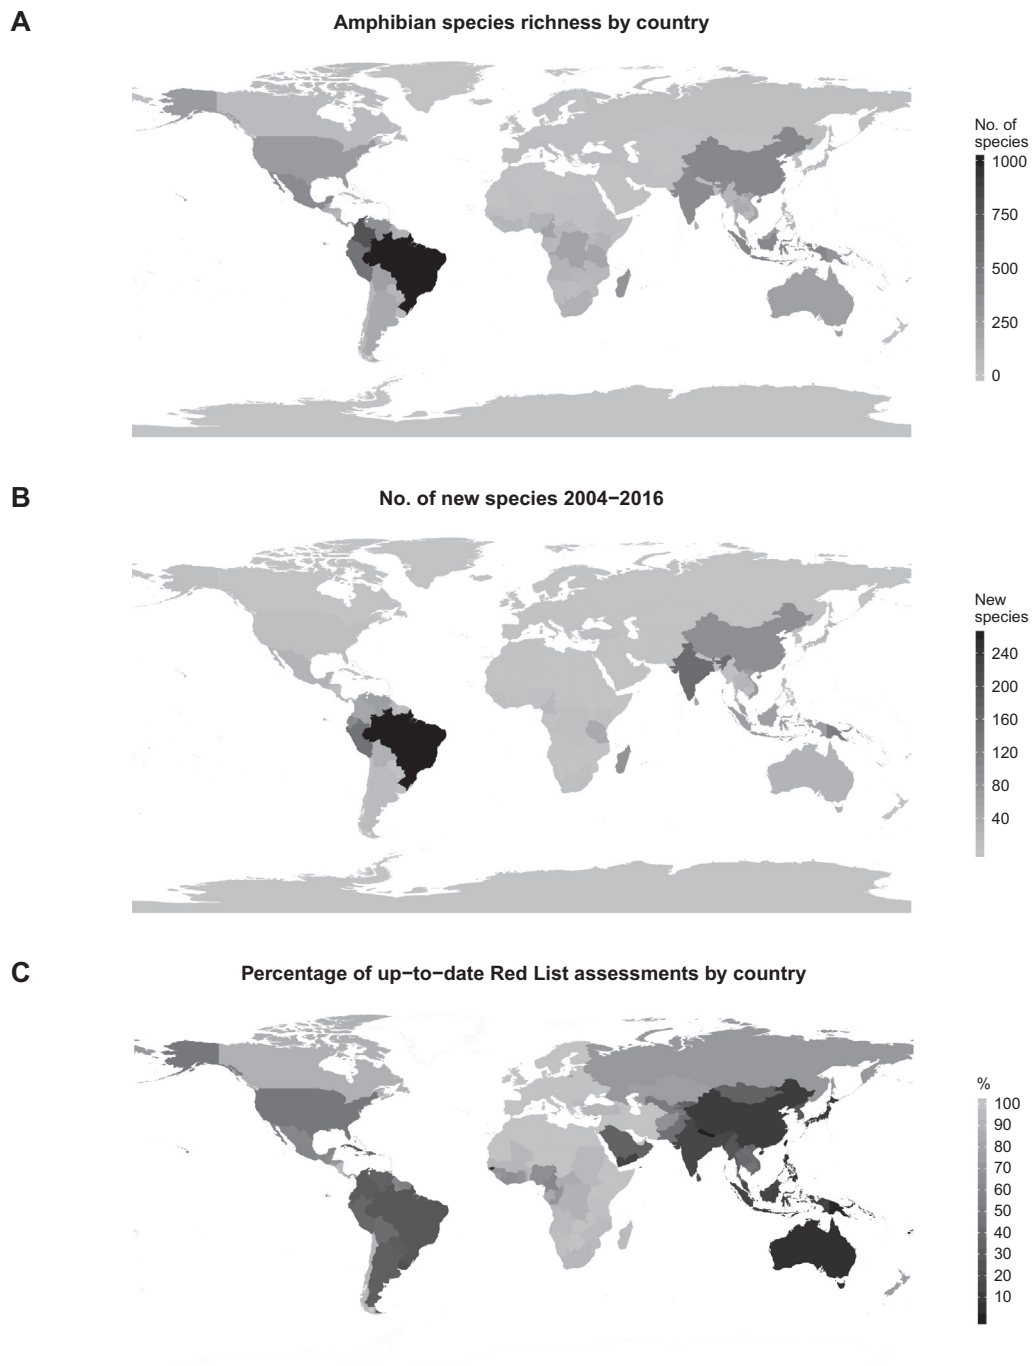 A
Amphibian species richness by country
No. of
species
1000
750
500
250
0
B
No. of new species 2004−2016
New
species
240
200
160
120
80
40
C
Percentage of up−to−date Red List assessments by country
%
100
90
80
70
60
50
40
30
20
10